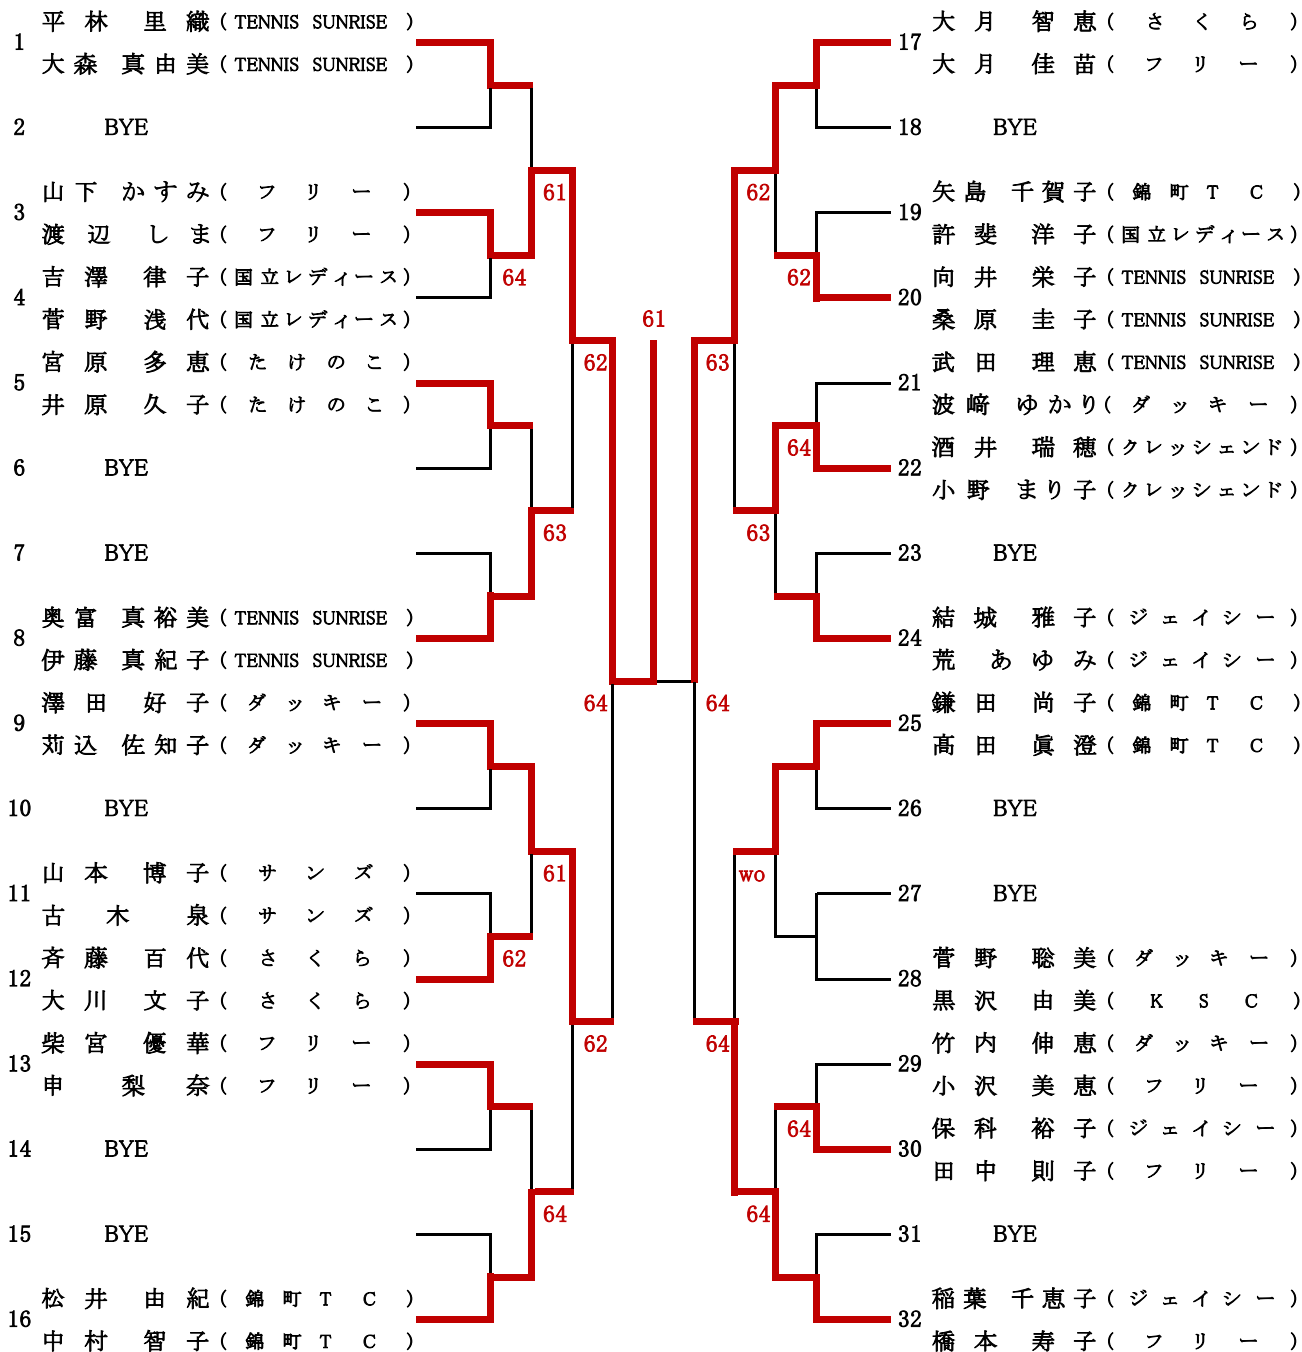 平林 里織 ( TENNIS SUNRISE )
1
大森 真由美 ( TENNIS SUNRISE )
2 BYE
山下 かすみ ( フリー )
3
渡辺 しま ( フリー )
吉澤 律子 ( 国立レディース )
4
菅野 浅代 ( 国立レディース )
宮原 多恵 ( たけのこ )
5
井原 久子 ( たけのこ )
6 BYE
7 BYE
奥富 真裕美 ( TENNIS SUNRISE )
8
伊藤 真紀子 ( TENNIS SUNRISE )
澤田 好子 ( ダッキー )
9
苅込 佐知子 ( ダッキー )
10 BYE
山本 博子 ( サンズ )
11
古木 泉 ( サンズ )
斉藤 百代 ( さくら )
12
大川 文子 ( さくら )
柴宮 優華 ( フリー )
13
申 梨奈 ( フリー )
14 BYE
15 BYE
松井 由紀 ( 錦町TC )
16
中村 智子 ( 錦町TC )
61
64
62
63
64
61
62
62
64
61
62
62
63
64
63
64
wo
64
64
64
大月 智恵 ( さくら )
17
大月 佳苗 ( フリー )
18 BYE
矢島 千賀子 ( 錦町TC )
19
許斐 洋子 ( 国立レディース )
向井 栄子 ( TENNIS SUNRISE )
20
桑原 圭子 ( TENNIS SUNRISE )
武田 理恵 ( TENNIS SUNRISE )
21
波﨑 ゆかり ( ダッキー )
酒井 瑞穂 ( クレッシェンド )
22
小野 まり子 ( クレッシェンド )
23 BYE
結城 雅子 ( ジェイシー )
24
荒 あゆみ ( ジェイシー )
鎌田 尚子 ( 錦町TC )
25
髙田 眞澄 ( 錦町TC )
26 BYE
27 BYE
菅野 聡美 ( ダッキー )
28
黒沢 由美 ( KSC )
竹内 伸恵 ( ダッキー )
29
小沢 美恵 ( フリー )
保科 裕子 ( ジェイシー )
30
田中 則子 ( フリー )
31 BYE
稲葉 千恵子 ( ジェイシー )
32
橋本 寿子 ( フリー )